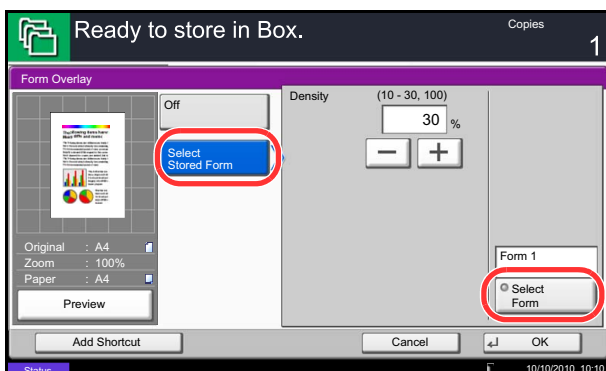 Ready to store in Box.
Copies
1
Form Overlay
Off
Select
Stored Form
Density
(10 - 30, 100)
30 %
Original : A4
Zoom : 100%
Paper : A4
Preview
Form 1
Select
Form
Add Shortcut
Cancel
OK
Status
10/10/2010 10:10